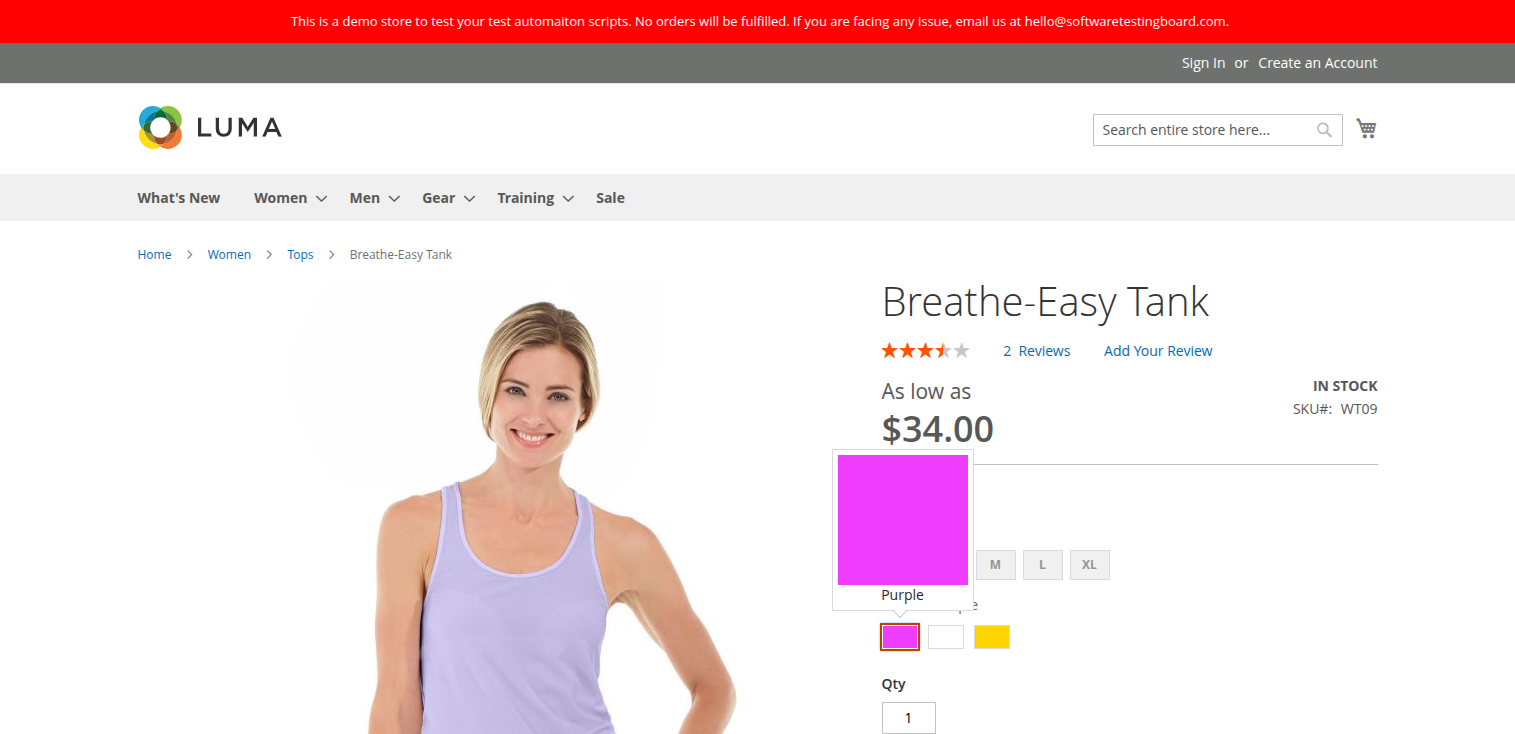 This is a demo store to test your test automaiton scripts. No orders will be fulfilled. If you are facing any issue, email us at hello@softwaretestingboard.com.
Sign In or Create an Account
LUMA
Search entire store here...
What's New Women Men Gear Training Sale
Home Women Tops Breathe-Easy Tank
Breathe-Easy Tank
2 Reviews Add Your Review
As low as
$34.00
IN STOCK
SKU#: WT09
M L XL
Purple
Qty
1